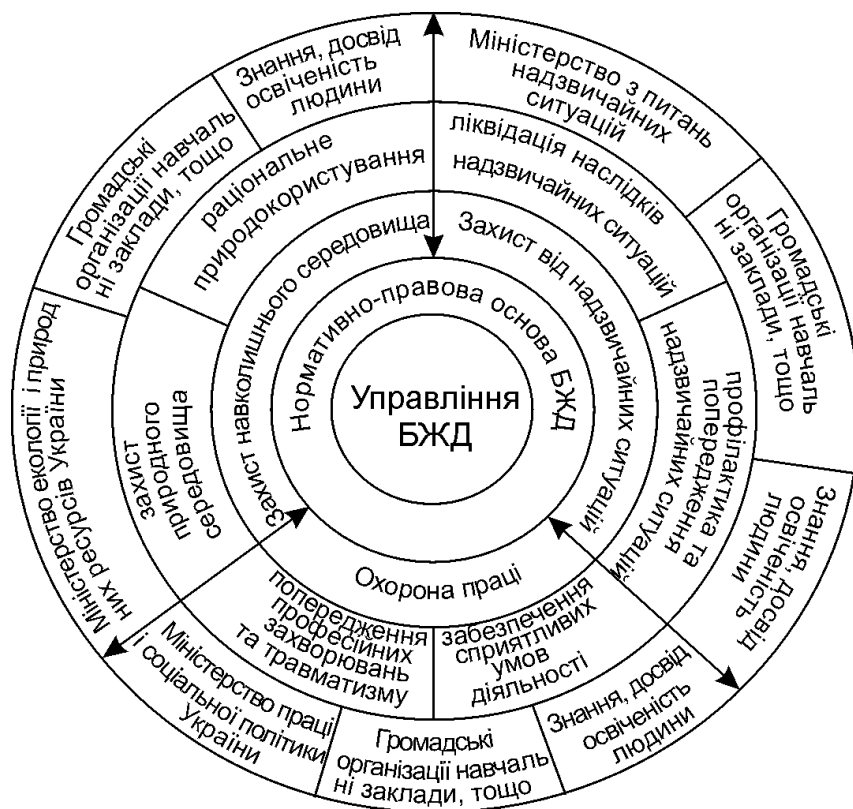 Знання, досвід
освіченість
людини
Міністерство з питань
надзвичайних
ситуацій
Громадські
організації навчаль
ні заклади, тощо
раціональне
природокористування
ліквідація наслідків
надзвичайних ситуацій
Громадські
організації навчаль
ні заклади, тощо
Захист навколишнього середовища
Захист від надзвичайних ситуацій
Нормативно-правова основа БЖД
Управління
БЖД
Міністерство екології і природ
них ресурсів України
захист
природного
середовища
профілактика та
попередження
надзвичайних ситуацій
Знання, досвід
освіченість
людини
Охорона праці
попередження
професійних
захворювань
та травматизму
забезпечення
сприятливих
умов
діяльності
Міністерство праці
і соціальної політики
України
Громадські
організації навчаль
ні заклади, тощо
Знання, досвід
освіченість
людини